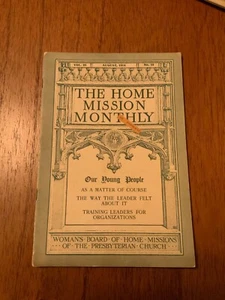 THE HOME
MISSION
MONTHLY
Our Young People
AS A MATTER OF COURSE
THE WAY THE LEADER FELT
ABOUT IT
TRAINING LEADERS FOR
ORGANIZATIONS
WOMAN'S BOARD OF HOME MISSIONS
OF THE PRESBYTERIAN CHURCH